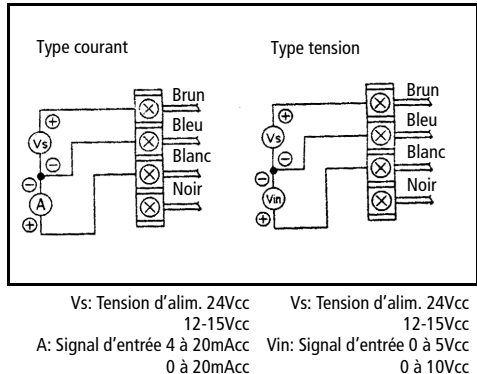 Type courant
Type tension
Brun
Bleu
Blanc
Noir
Vs
A
Brun
Bleu
Blanc
Noir
Vs
Vin
Vs: Tension d'alim. 24Vcc
12-15Vcc
A: Signal d'entrée 4 à 20mAcc
0 à 20mAcc
Vs: Tension d'alim. 24Vcc
12-15Vcc
Vin: Signal d'entrée 0 à 5Vcc
0 à 10Vcc